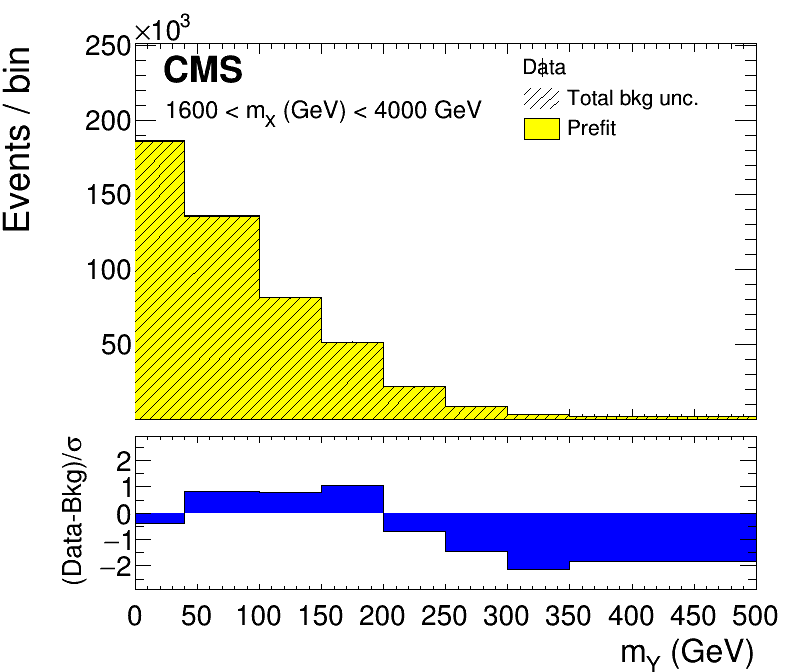 ×10³
250
200
150
100
50
Events / bin
CMS
1600 < m_X (GeV) < 4000 GeV
Data
Total bkg unc.
Prefit
2
1
0
−1
−2
(Data-Bkg)/σ
0 50 100 150 200 250 300 350 400 450 500
m_Y (GeV)